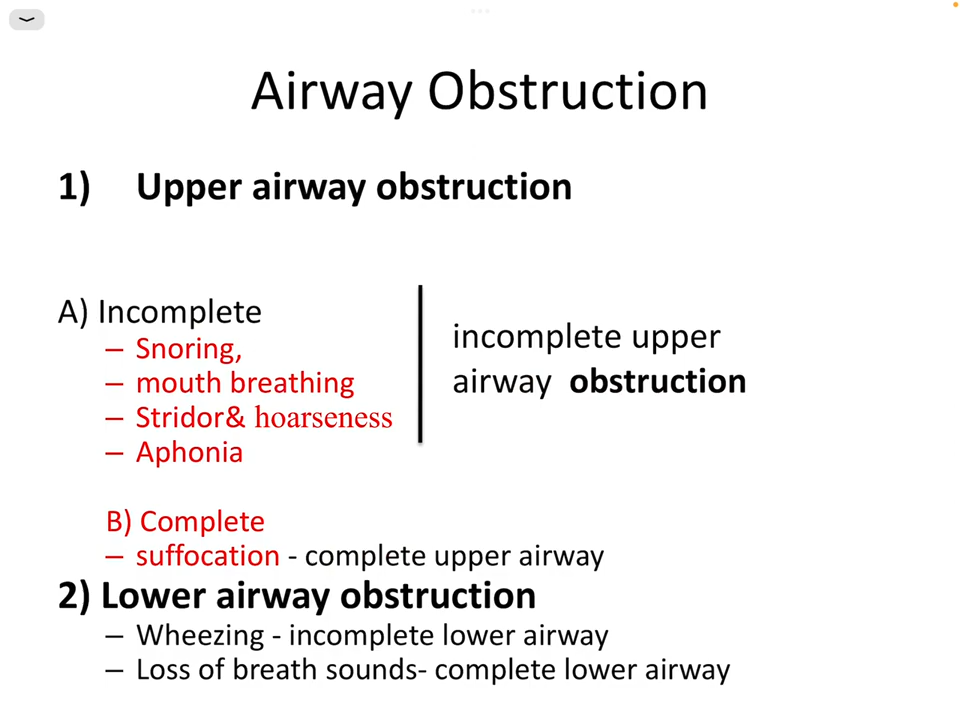 Airway Obstruction
1) Upper airway obstruction
A) Incomplete
– Snoring,
– mouth breathing
– Stridor& hoarseness
– Aphonia
incomplete upper
airway obstruction
B) Complete
– suffocation - complete upper airway
2) Lower airway obstruction
– Wheezing - incomplete lower airway
– Loss of breath sounds- complete lower airway